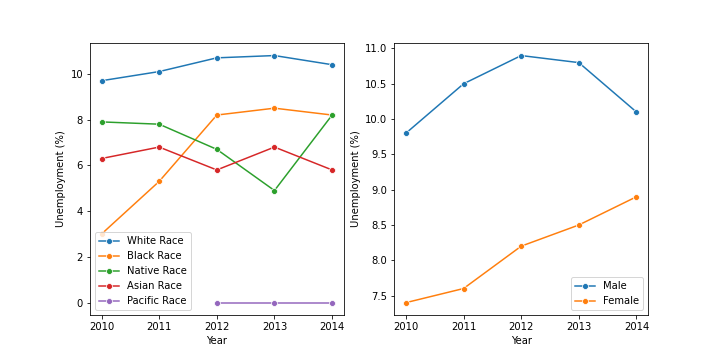 10
8
6
4
2
0
Unemployment (%)
2010 2011 2012 2013 2014
Year
White Race
Black Race
Native Race
Asian Race
Pacific Race
11.0
10.5
10.0
9.5
9.0
8.5
8.0
7.5
Unemployment (%)
2010 2011 2012 2013 2014
Year
Male
Female